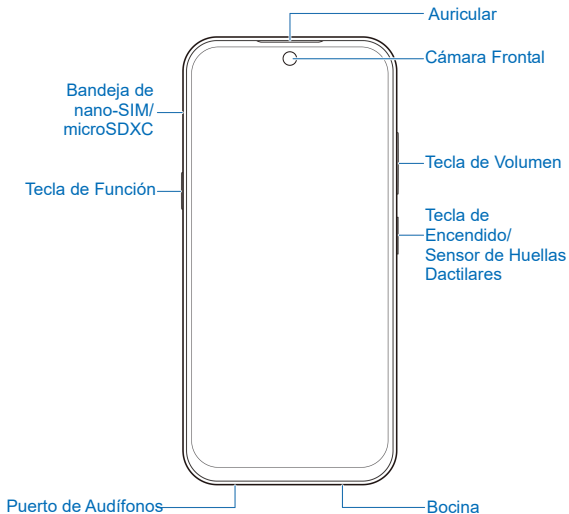 Auricular
Cámara Frontal
Bandeja de
nano-SIM/
microSDXC
Tecla de Volumen
Tecla de Función
Tecla de
Encendido/
Sensor de Huellas
Dactilares
Puerto de Audífonos
Bocina